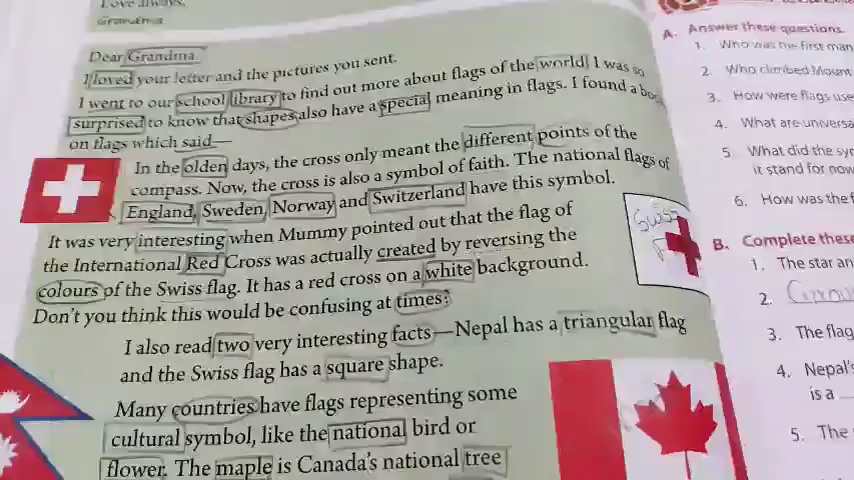 Love always,
Grandma
Dear Grandma.
I loved your letter and the pictures you sent.
I went to our school library to find out more about flags of the world. I was so
surprised to know that shapes also have a special meaning in flags. I found a book
on flags which said—
In the olden days, the cross only meant the different points of the
compass. Now, the cross is also a symbol of faith. The national flags of
England, Sweden, Norway and Switzerland have this symbol.
It was very interesting when Mummy pointed out that the flag of
the International Red Cross was actually created by reversing the
colours of the Swiss flag. It has a red cross on a white background.
Don't you think this would be confusing at times?
Swiss
I also read two very interesting facts—Nepal has a triangular flag
and the Swiss flag has a square shape.
Many countries have flags representing some
cultural symbol, like the national bird or
flower. The maple is Canada's national tree
A. Answer these questions.
1. Who was the first man
2. Who climbed Mount
3. How were flags use
4. What are universa
5. What did the syr
it stand for now
6. How was the f
B. Complete these
1. The star an
2.
3. The flag
4. Nepal's
is a
5. The